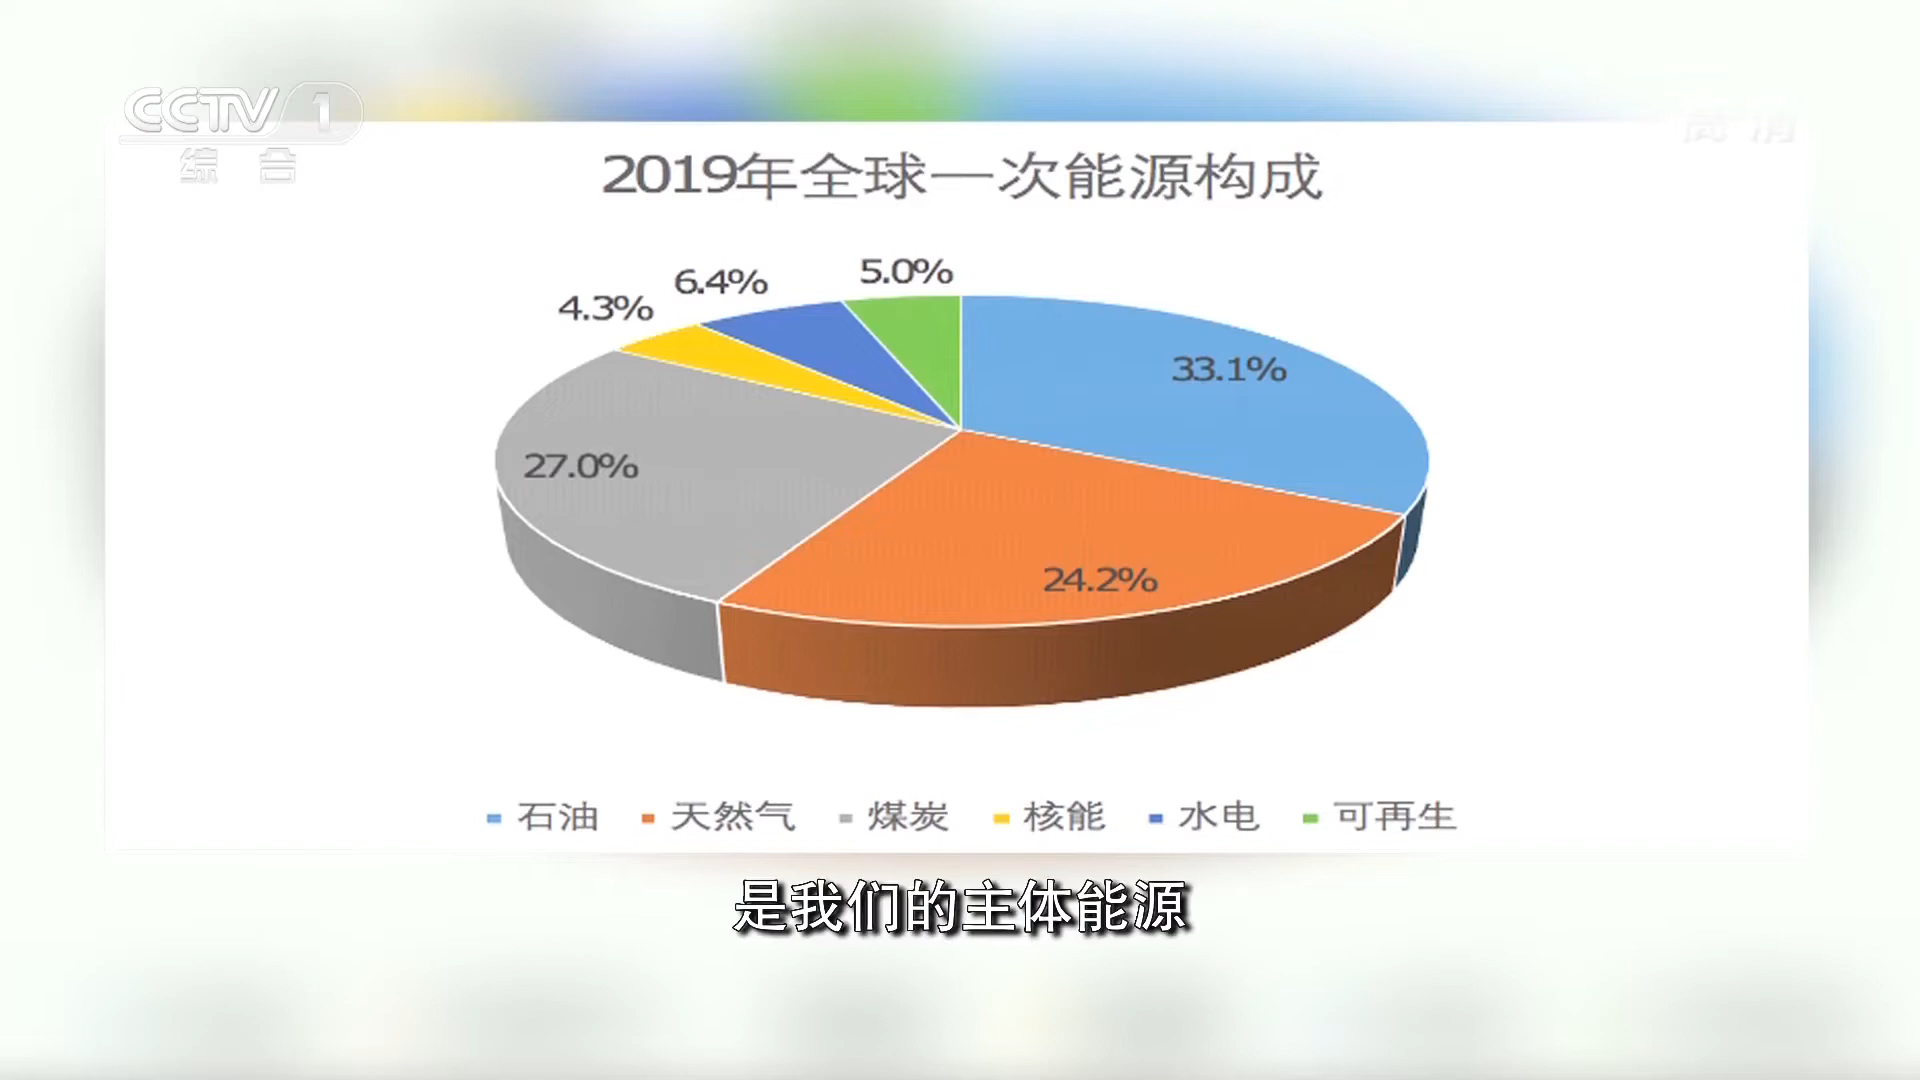 CCTV 1
综合
高清
2019年全球一次能源构成
5.0%
6.4%
4.3%
33.1%
27.0%
24.2%
石油 天然气 煤炭 核能 水电 可再生
是我们的主体能源